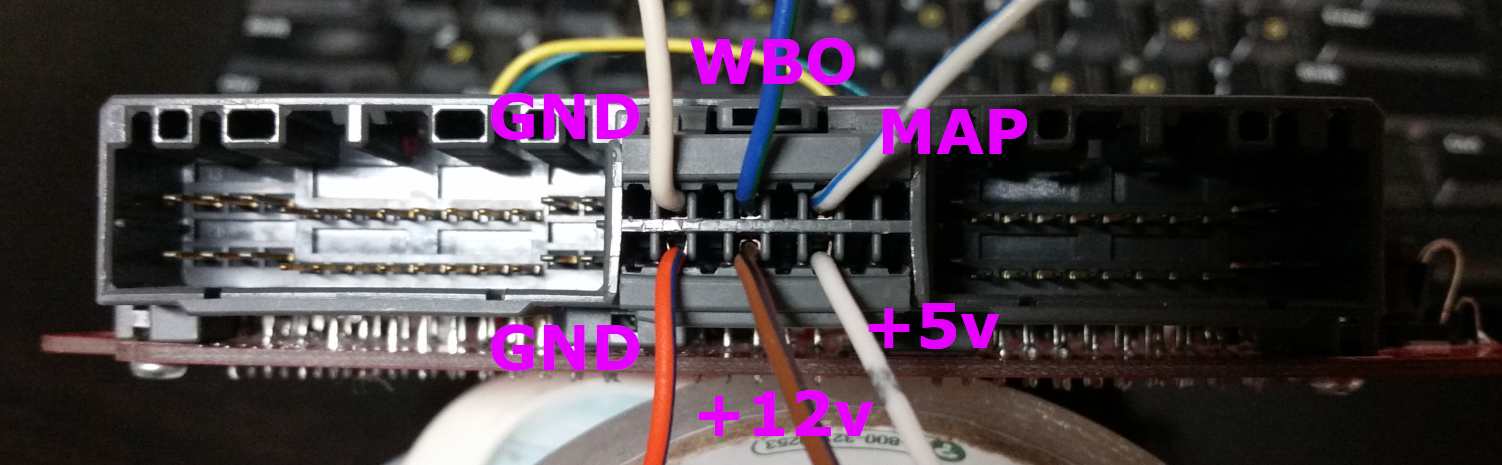 WBO
GND
MAP
+5v
GND
+12v